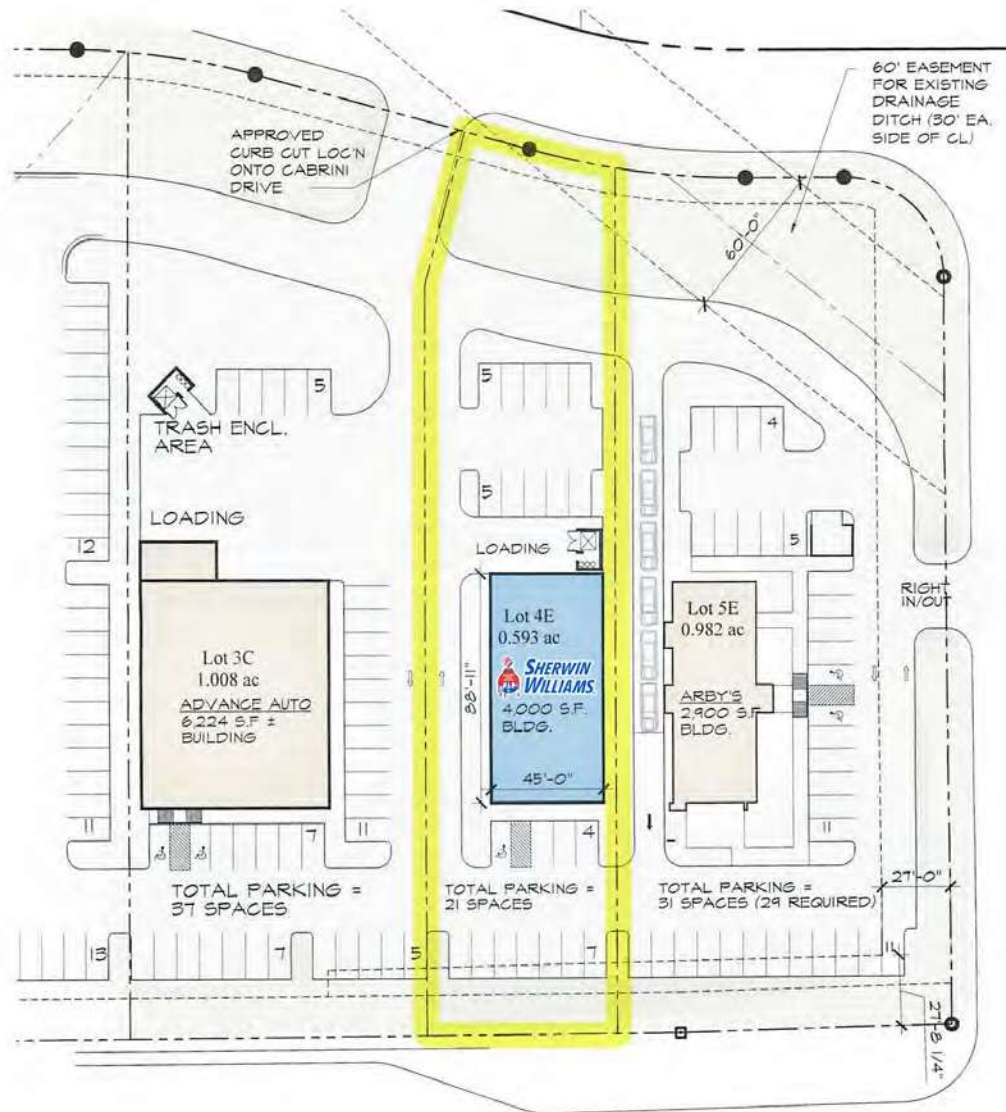 60' EASEMENT
FOR EXISTING
DRAINAGE
DITCH (30' EA.
SIDE OF CL)
APPROVED
CURB CUT LOC'N
ONTO CABRINI
DRIVE
60'-0"
5
TRASH ENCL.
AREA
5
4
5
LOADING
12
LOADING
5
RIGHT
IN/OUT
Lot 3C
1.008 ac
ADVANCE AUTO
6,224 S.F ±
BUILDING
88'-11"
Lot 4E
0.593 ac
SHERWIN
WILLIAMS
4,000 S.F.
BLDG.
45'-0"
Lot 5E
0.982 ac
ARBY'S
2,900 S.F
BLDG.
11
7
11
4
11
TOTAL PARKING =
37 SPACES
TOTAL PARKING =
21 SPACES
TOTAL PARKING =
31 SPACES (29 REQUIRED)
27'-0"
13
7
5
7
11
27'-8 1/4"